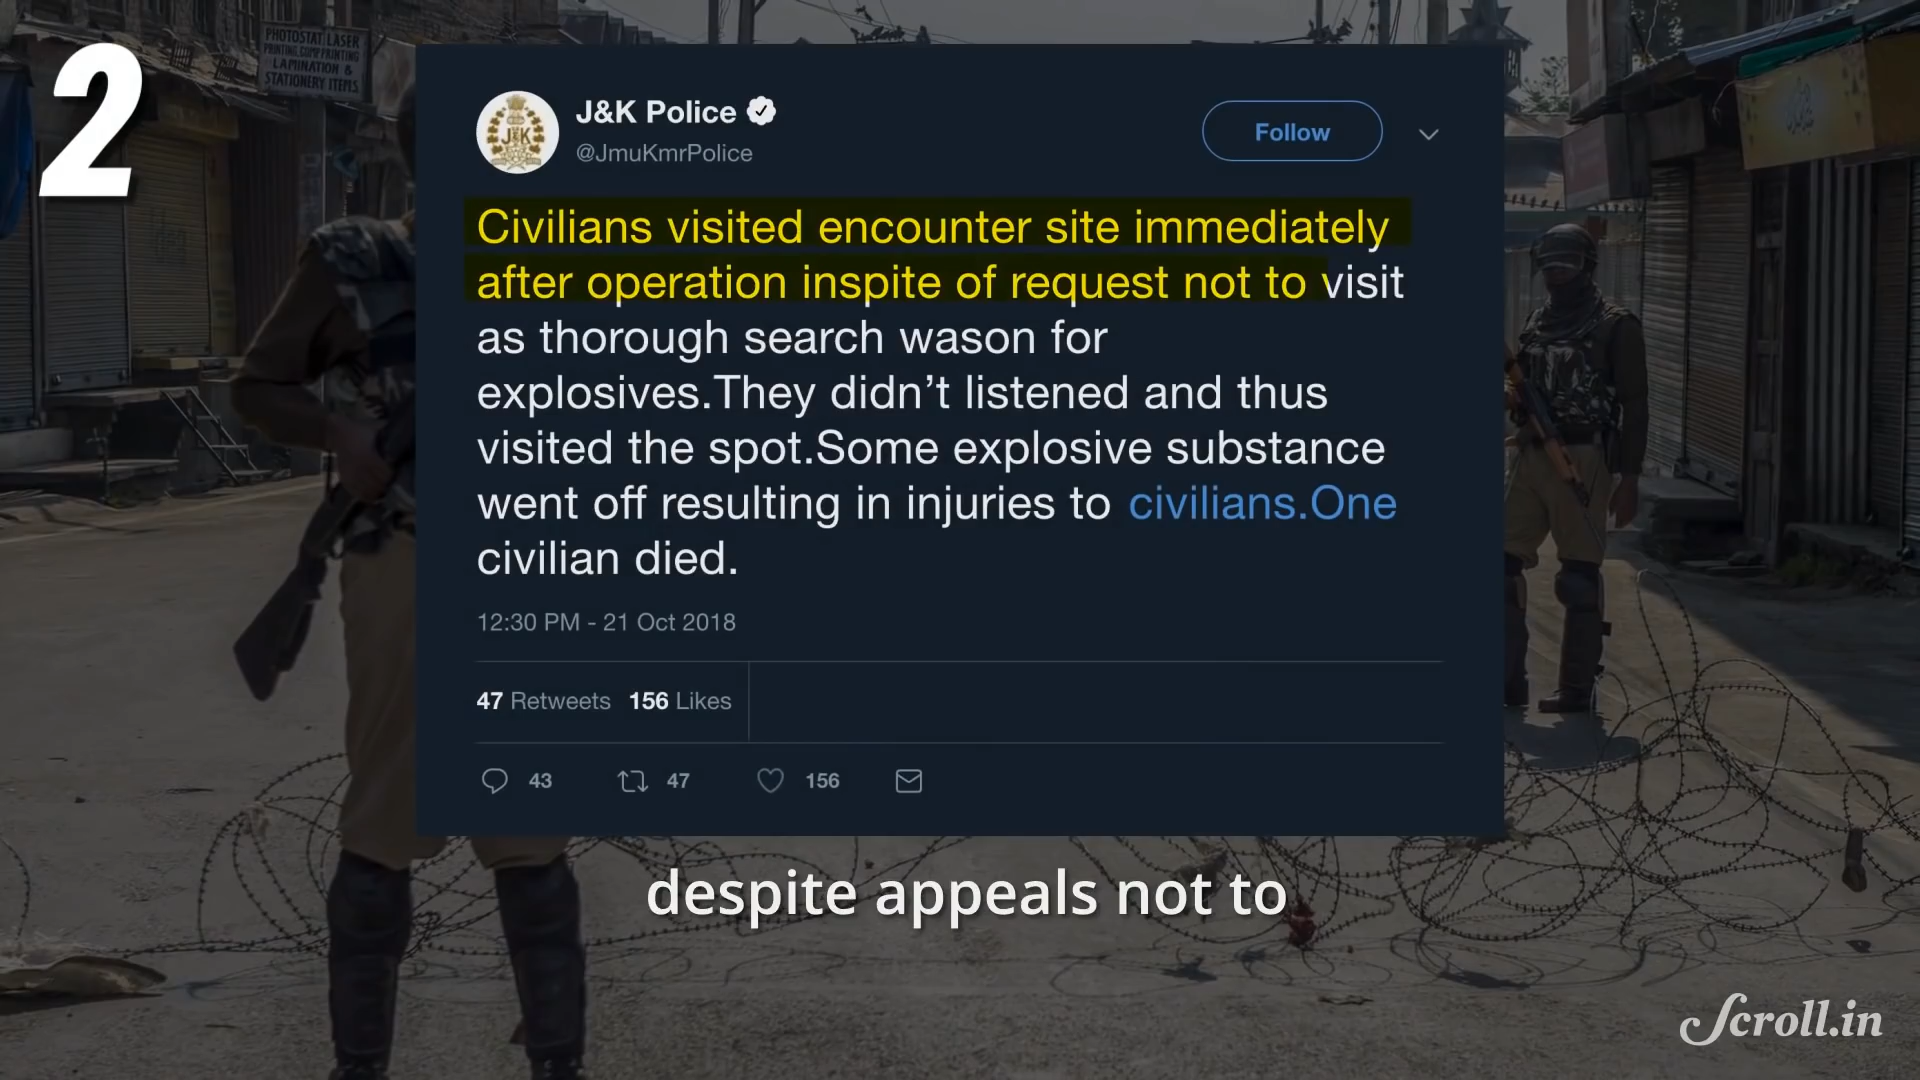 2
PHOTOSTAT, LASER
PRINTING, COMP PRINTING
LAMINATION &
STATIONERY ITEMS.
J&K Police
@JmuKmrPolice
Follow
J&K
Civilians visited encounter site immediately
after operation inspite of request not to visit
as thorough search wason for
explosives.They didn’t listened and thus
visited the spot.Some explosive substance
went off resulting in injuries to civilians.One
civilian died.
12:30 PM - 21 Oct 2018
47 Retweets 156 Likes
43 47 156
despite appeals not to
Scroll.in